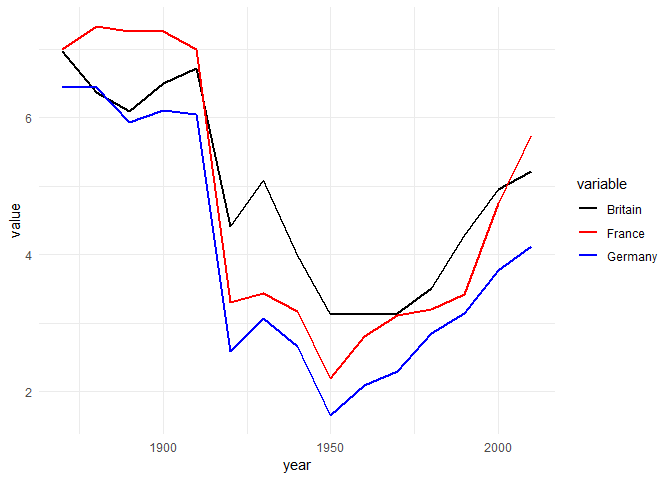 6
4
2
value
1900
1950
2000
year
variable
Britain
France
Germany